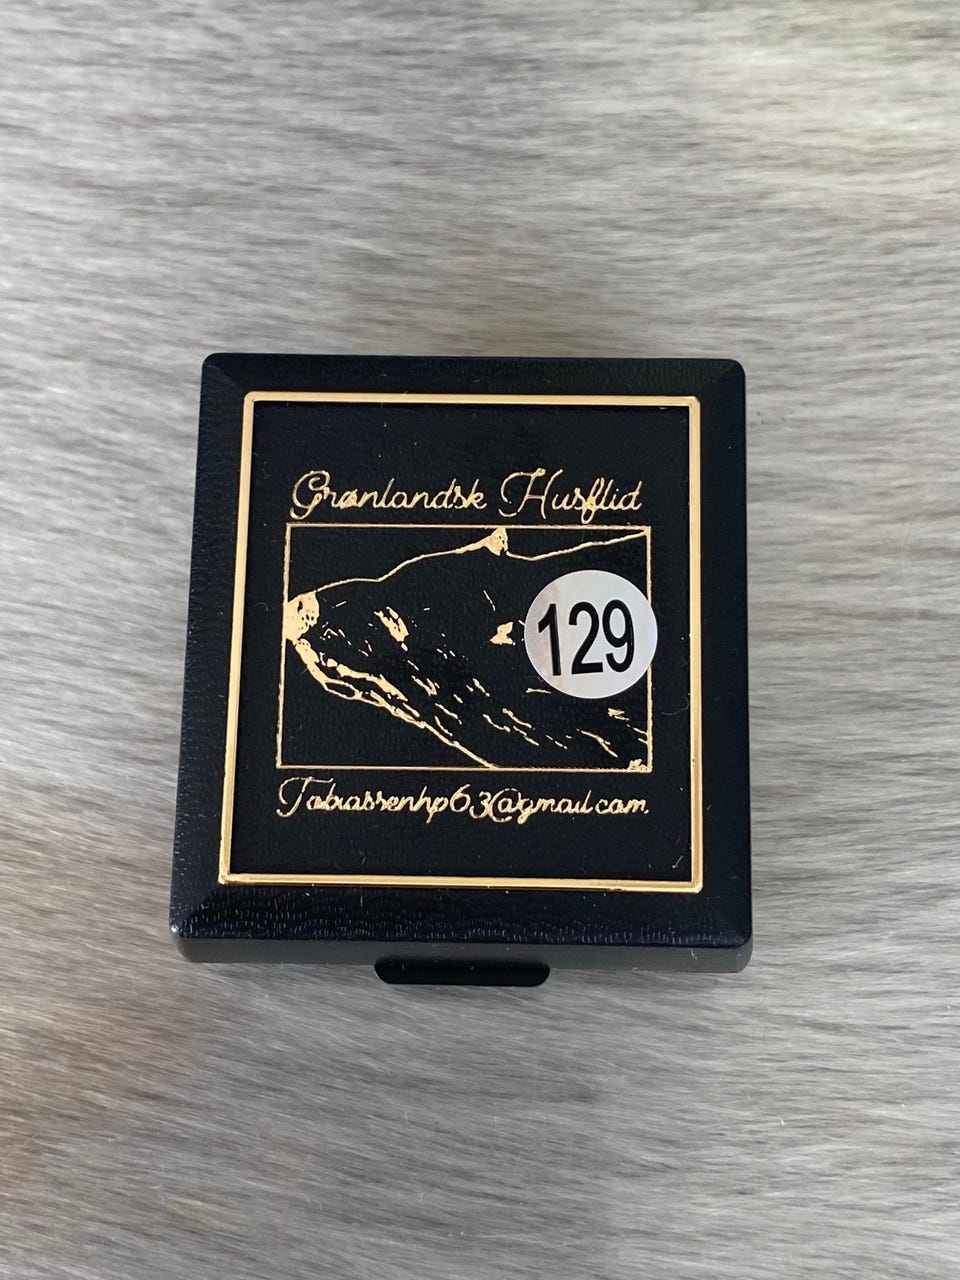 Grønlandsk Husflid
129
Tobiassenhp63@gmail.com